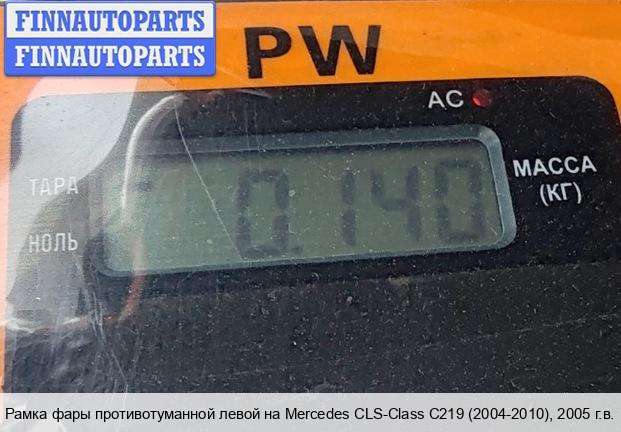 FINNAUTOPARTS
FINNAUTOPARTS
PW
AC
ТАРА
0.140
МАССА
(КГ)
НОЛЬ
Рамка фары противотуманной левой на Mercedes CLS-Class C219 (2004-2010), 2005 г.в.